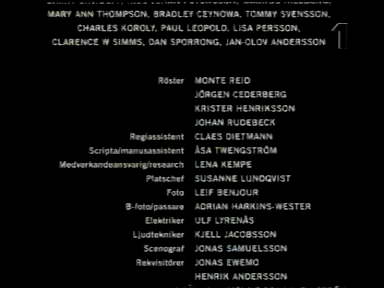 MARY ANN THOMPSON, BRADLEY CEYNOWA, TOMMY SVENSSON,
CHARLES KOROLY, PAUL LEOPOLD, LISA PERSSON,
CLARENCE W SIMMS, DAN SPORRONG, JAN-OLOV ANDERSSON
1
Röster MONTE REID
JÖRGEN CEDERBERG
KRISTER HENRIKSSON
JOHAN RUDEBECK
Regiassistent CLAES DIETMANN
Scripta/manusassistent ÅSA TWENGSTRÖM
Medverkandeansvarig/research LENA KEMPE
Platschef SUSANNE LUNDQVIST
Foto LEIF BENJOUR
B-foto/passare ADRIAN HARKINS-WESTER
Elektriker ULF LYRENÅS
Ljudtekniker KJELL JACOBSSON
Scenograf JONAS SAMUELSSON
Rekvisitörer JONAS EWEMO
HENRIK ANDERSSON